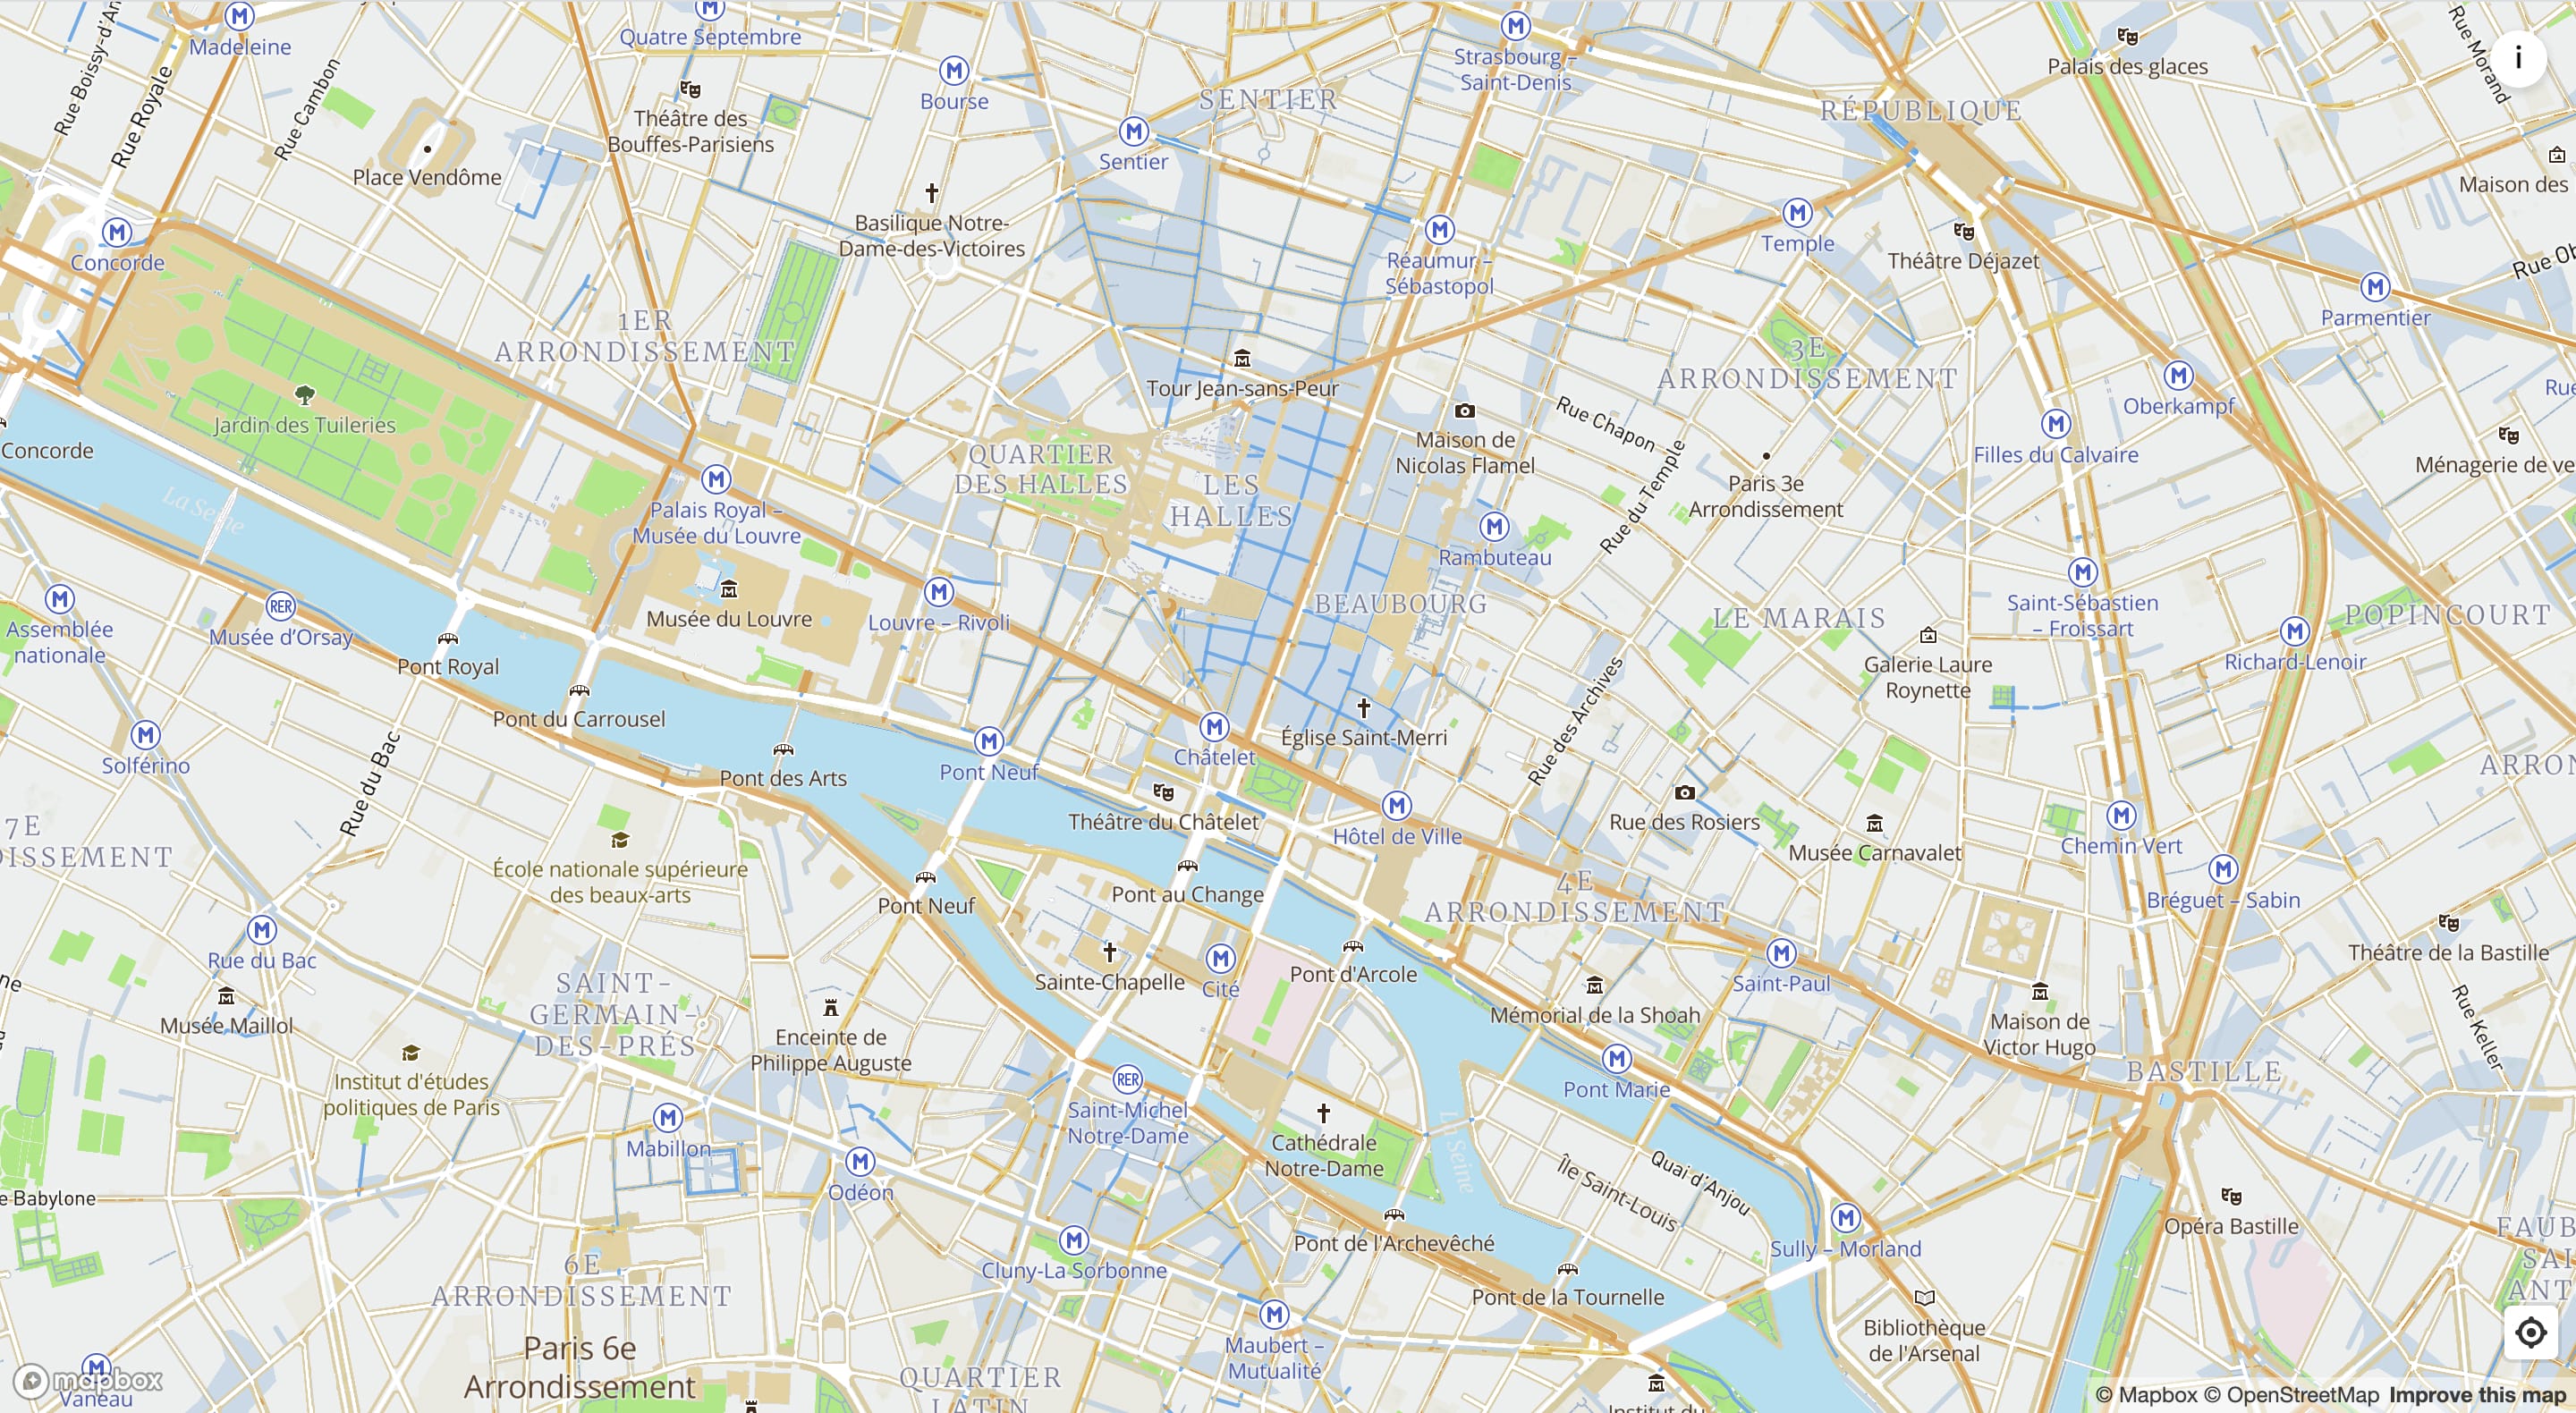 Madeleine
Quatre Septembre
Strasbourg –
Saint-Denis
Palais des glaces
Rue Morand
i
Rue Royale
Rue Cambon
Bourse
SENTIER
RÉPUBLIQUE
Théâtre des
Bouffes-Parisiens
Sentier
Place Vendôme
Maison des
Basilique Notre-
Dame-des-Victoires
Concorde
Réaumur –
Sébastopol
Temple
Théâtre Déjazet
Parmentier
1ER
ARRONDISSEMENT
3E
ARRONDISSEMENT
Tour Jean-sans-Peur
Jardin des Tuileries
Oberkampf
Rue Chapon
Maison de
Nicolas Flamel
Concorde
QUARTIER
DES HALLES
LES
HALLES
Filles du Calvaire
Ménagerie de ve
La Seine
Palais Royal –
Musée du Louvre
Rue du Temple
Paris 3e
Arrondissement
Rambuteau
Assemblée
nationale
RER
Musée d'Orsay
Musée du Louvre
Louvre – Rivoli
BEAUBOURG
LE MARAIS
Saint-Sébastien
– Froissart
POPINCOURT
Pont Royal
Galerie Laure
Roynette
Richard-Lenoir
Pont du Carrousel
Rue des Archives
Solférino
Rue du Bac
Pont des Arts
Pont Neuf
Châtelet
Église Saint-Merri
Théâtre du Châtelet
Hôtel de Ville
Rue des Rosiers
Musée Carnavalet
Chemin Vert
7E
École nationale supérieure
des beaux-arts
Pont Neuf
Pont au Change
4E
ARRONDISSEMENT
Bréguet – Sabin
Rue du Bac
Sainte-Chapelle
Cité
Pont d'Arcole
Saint-Paul
Théâtre de la Bastille
Musée Maillol
SAINT-
GERMAIN-
DES-PRÉS
Enceinte de
Philippe Auguste
Mémorial de la Shoah
Maison de
Victor Hugo
Rue Keller
Institut d'études
politiques de Paris
RER
Saint-Michel
Notre-Dame
Pont Marie
BASTILLE
Mabillon
Cathédrale
Notre-Dame
La Seine
Île Saint-Louis
Quai d'Anjou
e Babylone
Odéon
Opéra Bastille
Pont de l'Archevêché
Sully – Morland
Cluny-La Sorbonne
6E
ARRONDISSEMENT
Pont de la Tournelle
Paris 6e
Arrondissement
Maubert –
Mutualité
Bibliothèque
de l'Arsenal
QUARTIER
LATIN
mapbox
Vaneau
© Mapbox © OpenStreetMap Improve this map